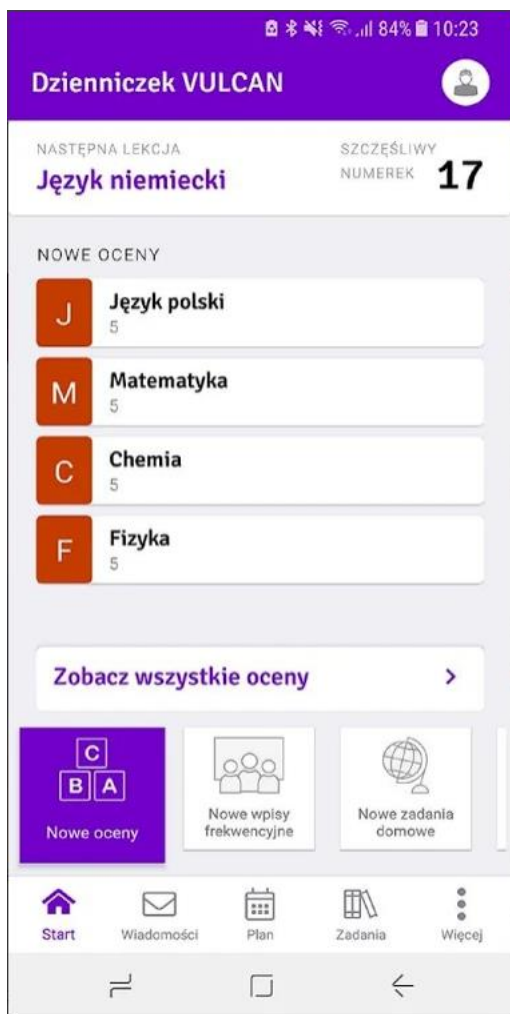 84% 10:23
Dzienniczek VULCAN
NASTĘPNA LEKCJA
Język niemiecki
SZCZĘŚLIWY
NUMEREK 17
NOWE OCENY
J
Język polski
5
M
Matematyka
5
C
Chemia
5
F
Fizyka
5
Zobacz wszystkie oceny
C
B A
Nowe oceny
Nowe wpisy
frekwencyjne
Nowe zadania
domowe
Start
Wiadomości
Plan
Zadania
Więcej